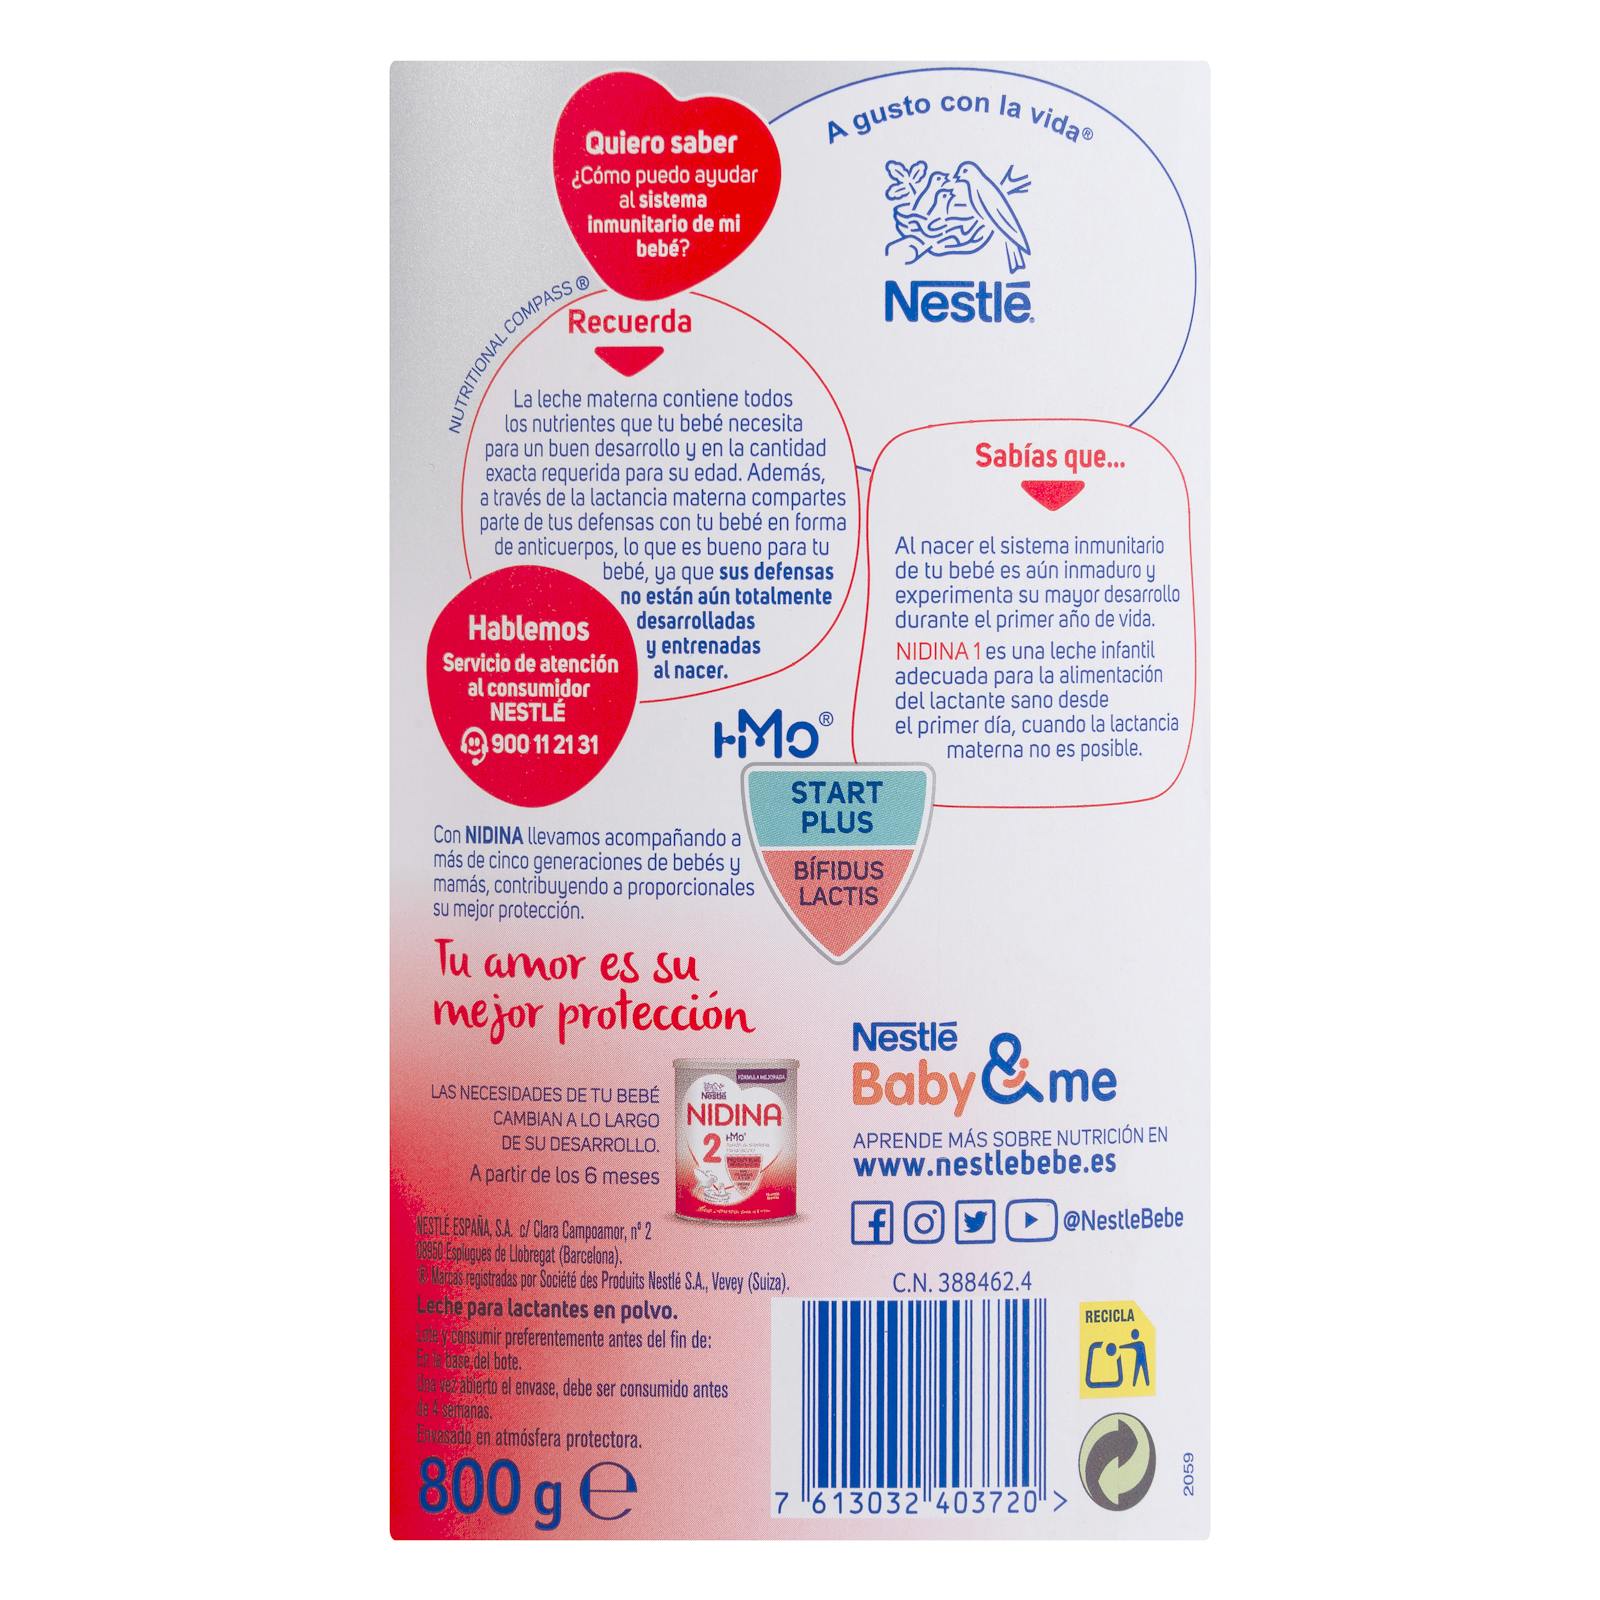 Quiero saber
¿Cómo puedo ayudar
al sistema
inmunitario de mi
bebé?
A gusto con la vida®
Nestlé
NUTRITIONAL COMPASS ®
Recuerda
La leche materna contiene todos
los nutrientes que tu bebé necesita
para un buen desarrollo y en la cantidad
exacta requerida para su edad. Además,
a través de la lactancia materna compartes
parte de tus defensas con tu bebé en forma
de anticuerpos, lo que es bueno para tu
bebé, ya que sus defensas
no están aún totalmente
desarrolladas
y entrenadas
al nacer.
Sabías que...
Al nacer el sistema inmunitario
de tu bebé es aún inmaduro y
experimenta su mayor desarrollo
durante el primer año de vida.
NIDINA 1 es una leche infantil
adecuada para la alimentación
del lactante sano desde
el primer día, cuando la lactancia
materna no es posible.
Hablemos
Servicio de atención
al consumidor
NESTLÉ
900 11 21 31
HMO®
START
PLUS
BÍFIDUS
LACTIS
Con NIDINA llevamos acompañando a
más de cinco generaciones de bebés y
mamás, contribuyendo a proporcionales
su mejor protección.
Tu amor es su
mejor protección
LAS NECESIDADES DE TU BEBÉ
CAMBIAN A LO LARGO
DE SU DESARROLLO.
A partir de los 6 meses
FÓRMULA MEJORADA
Nestlé
NIDINA
2
HMO®
Nestlé
Baby & me
APRENDE MÁS SOBRE NUTRICIÓN EN
www.nestlebebe.es
@NestleBebe
NESTLÉ ESPAÑA, S.A. c/ Clara Campoamor, nº 2
08950 Esplugues de Llobregat (Barcelona).
® Marcas registradas por Société des Produits Nestlé S.A., Vevey (Suiza).
Leche para lactantes en polvo.
Lote y consumir preferentemente antes del fin de:
En la base del bote.
Una vez abierto el envase, debe ser consumido antes
de 4 semanas.
Envasado en atmósfera protectora.
800 g e
C.N. 388462.4
7 613032 403720 >
RECICLA
2059